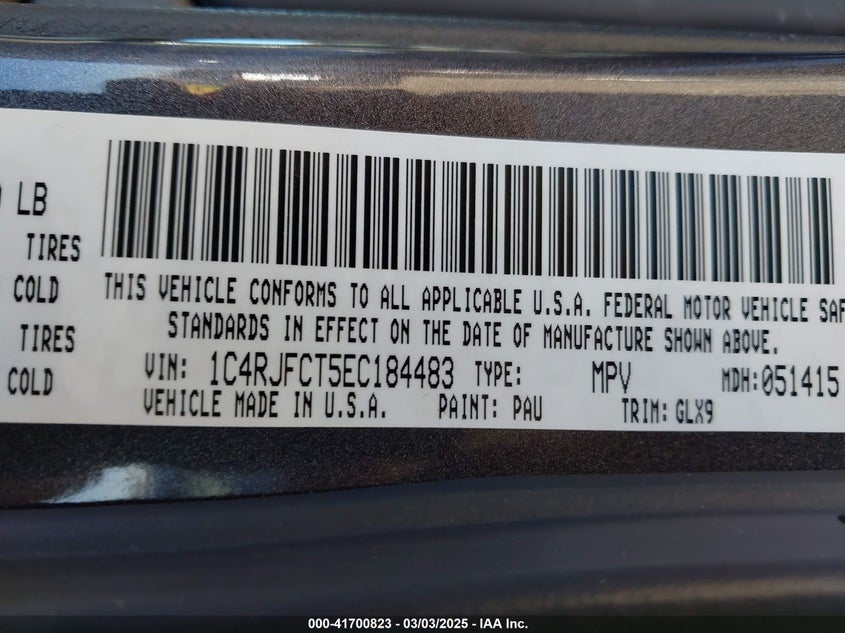 LB
TIRES
COLD THIS VEHICLE CONFORMS TO ALL APPLICABLE U.S.A. FEDERAL MOTOR VEHICLE SAF
TIRES STANDARDS IN EFFECT ON THE DATE OF MANUFACTURE SHOWN ABOVE.
COLD VIN: 1C4RJFCT5EC184483 TYPE: MPV MDH:051415
VEHICLE MADE IN U.S.A. PAINT: PAU TRIM: GLX9
000-41700823 — 03/03/2025 — IAA Inc.